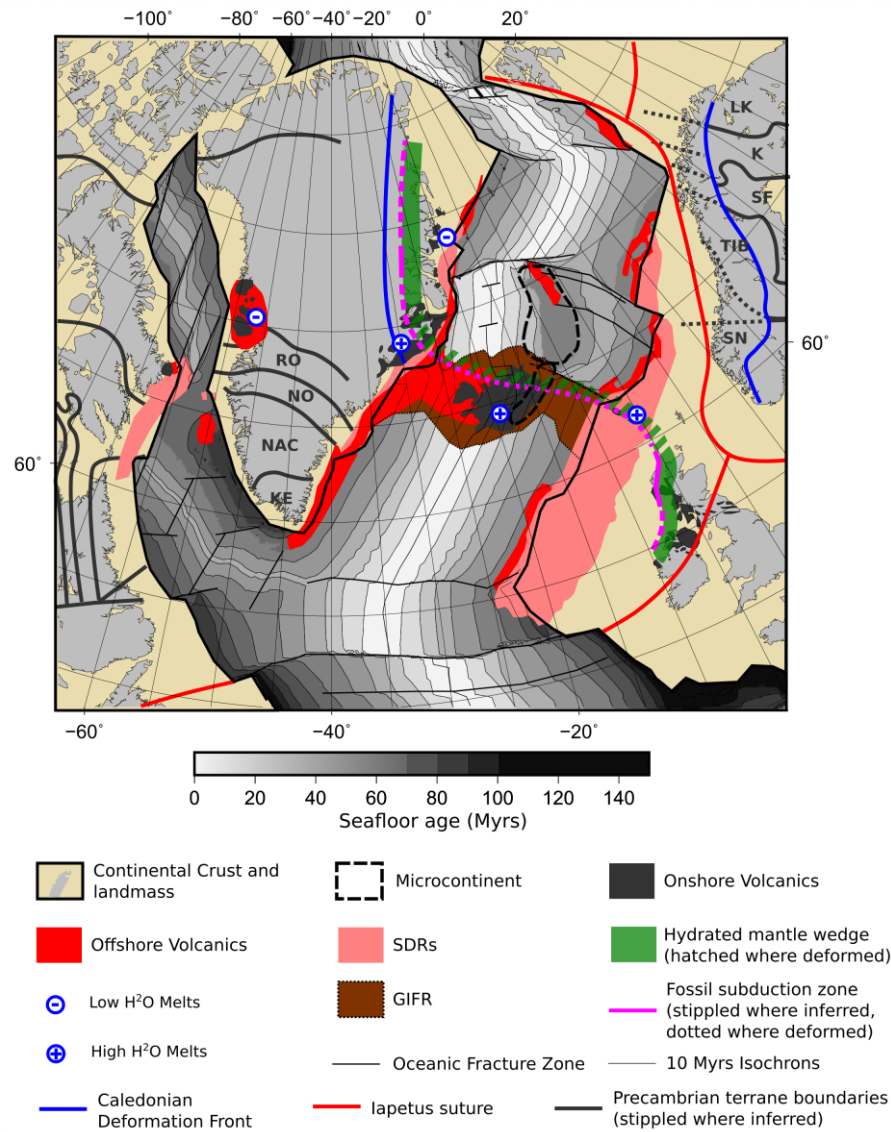 −100˚ −80˚ −60˚ −40˚ −20˚ 0˚ 20˚
LK
K
SF
TIB
SN
60˚
RO
NO
NAC
KE
60˚
−60˚ −40˚ −20˚
0 20 40 60 80 100 120 140
Seafloor age (Myrs)
Continental Crust and
landmass
Microcontinent
Onshore Volcanics
Offshore Volcanics
SDRs
Hydrated mantle wedge
(hatched where deformed)
Low H²O Melts
GIFR
Fossil subduction zone
(stippled where inferred,
dotted where deformed)
High H²O Melts
Oceanic Fracture Zone
10 Myrs Isochrons
Caledonian
Deformation Front
Iapetus suture
Precambrian terrane boundaries
(stippled where inferred)